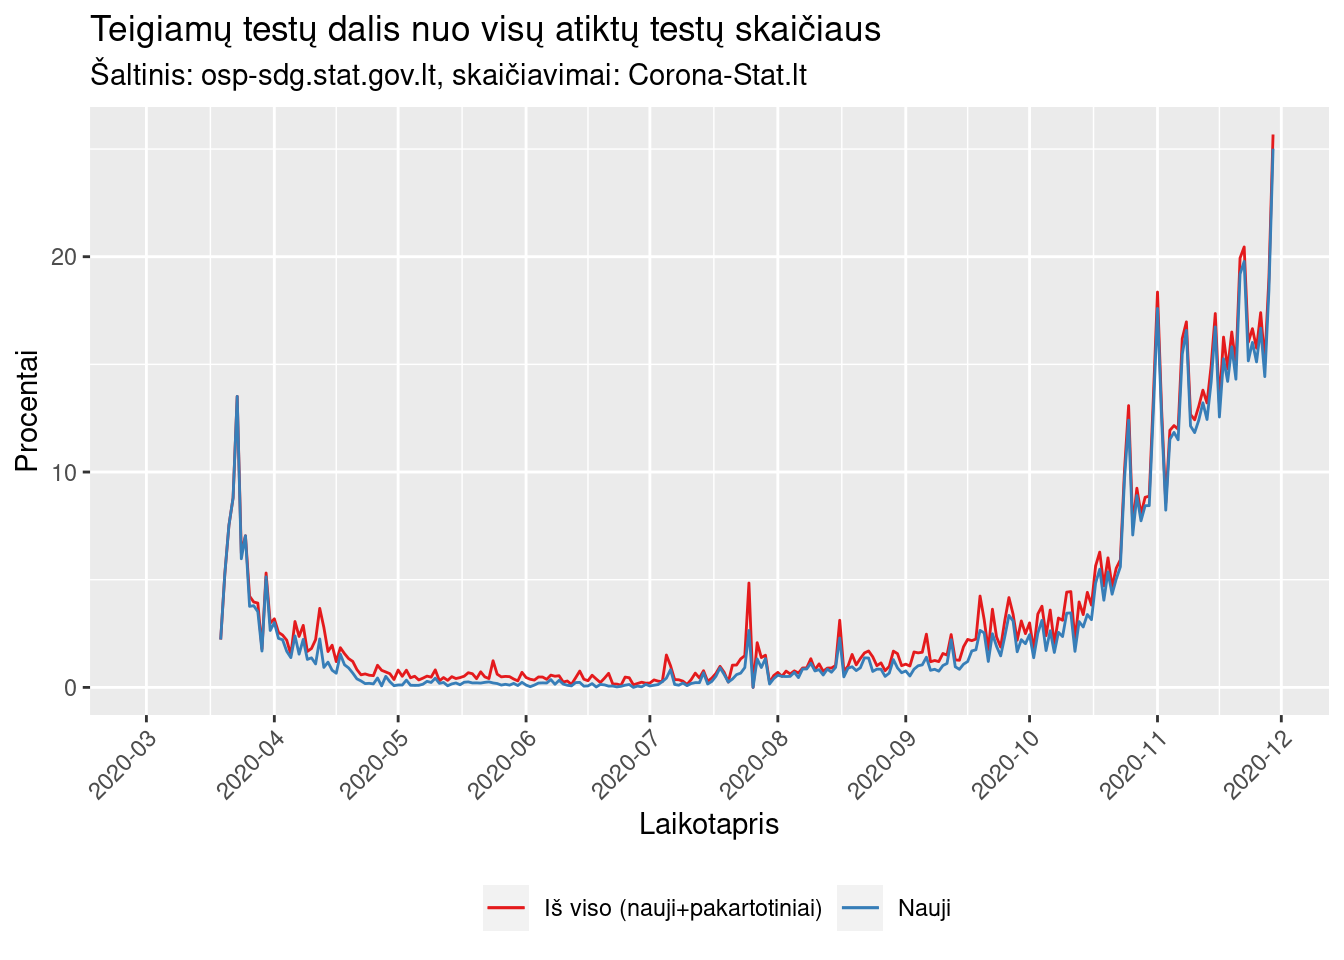 Teigiamų testų dalis nuo visų atiktų testų skaičiaus
Šaltinis: osp-sdg.stat.gov.lt, skaičiavimai: Corona-Stat.lt
Procentai
20
10
0
2020-03
2020-04
2020-05
2020-06
2020-07
2020-08
2020-09
2020-10
2020-11
2020-12
Laikotapris
Iš viso (nauji+pakartotiniai)
Nauji